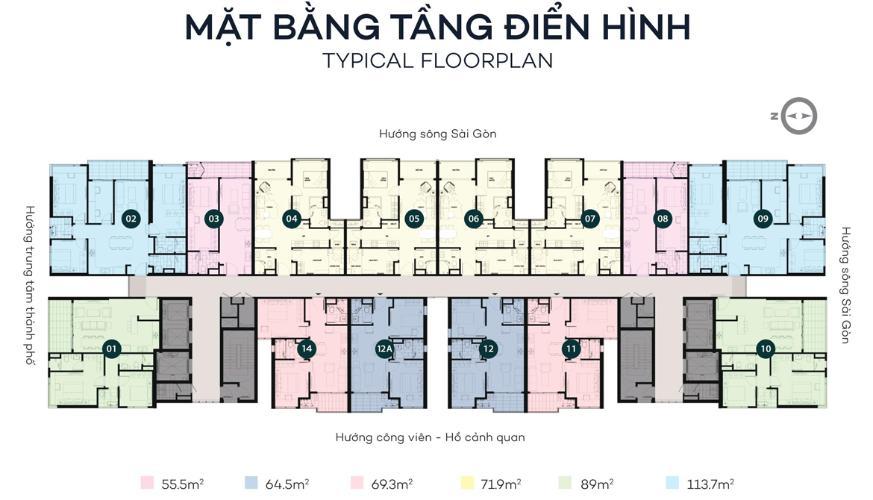 MẶT BẰNG TẦNG ĐIỂN HÌNH
TYPICAL FLOORPLAN
N
Hướng sông Sài Gòn
02
03
04
05
06
07
08
09
Hướng trung tâm thành phố
Hướng sông Sài Gòn
01
14
12A
12
11
10
Hướng công viên - Hồ cảnh quan
55.5m²
64.5m²
69.3m²
71.9m²
89m²
113.7m²